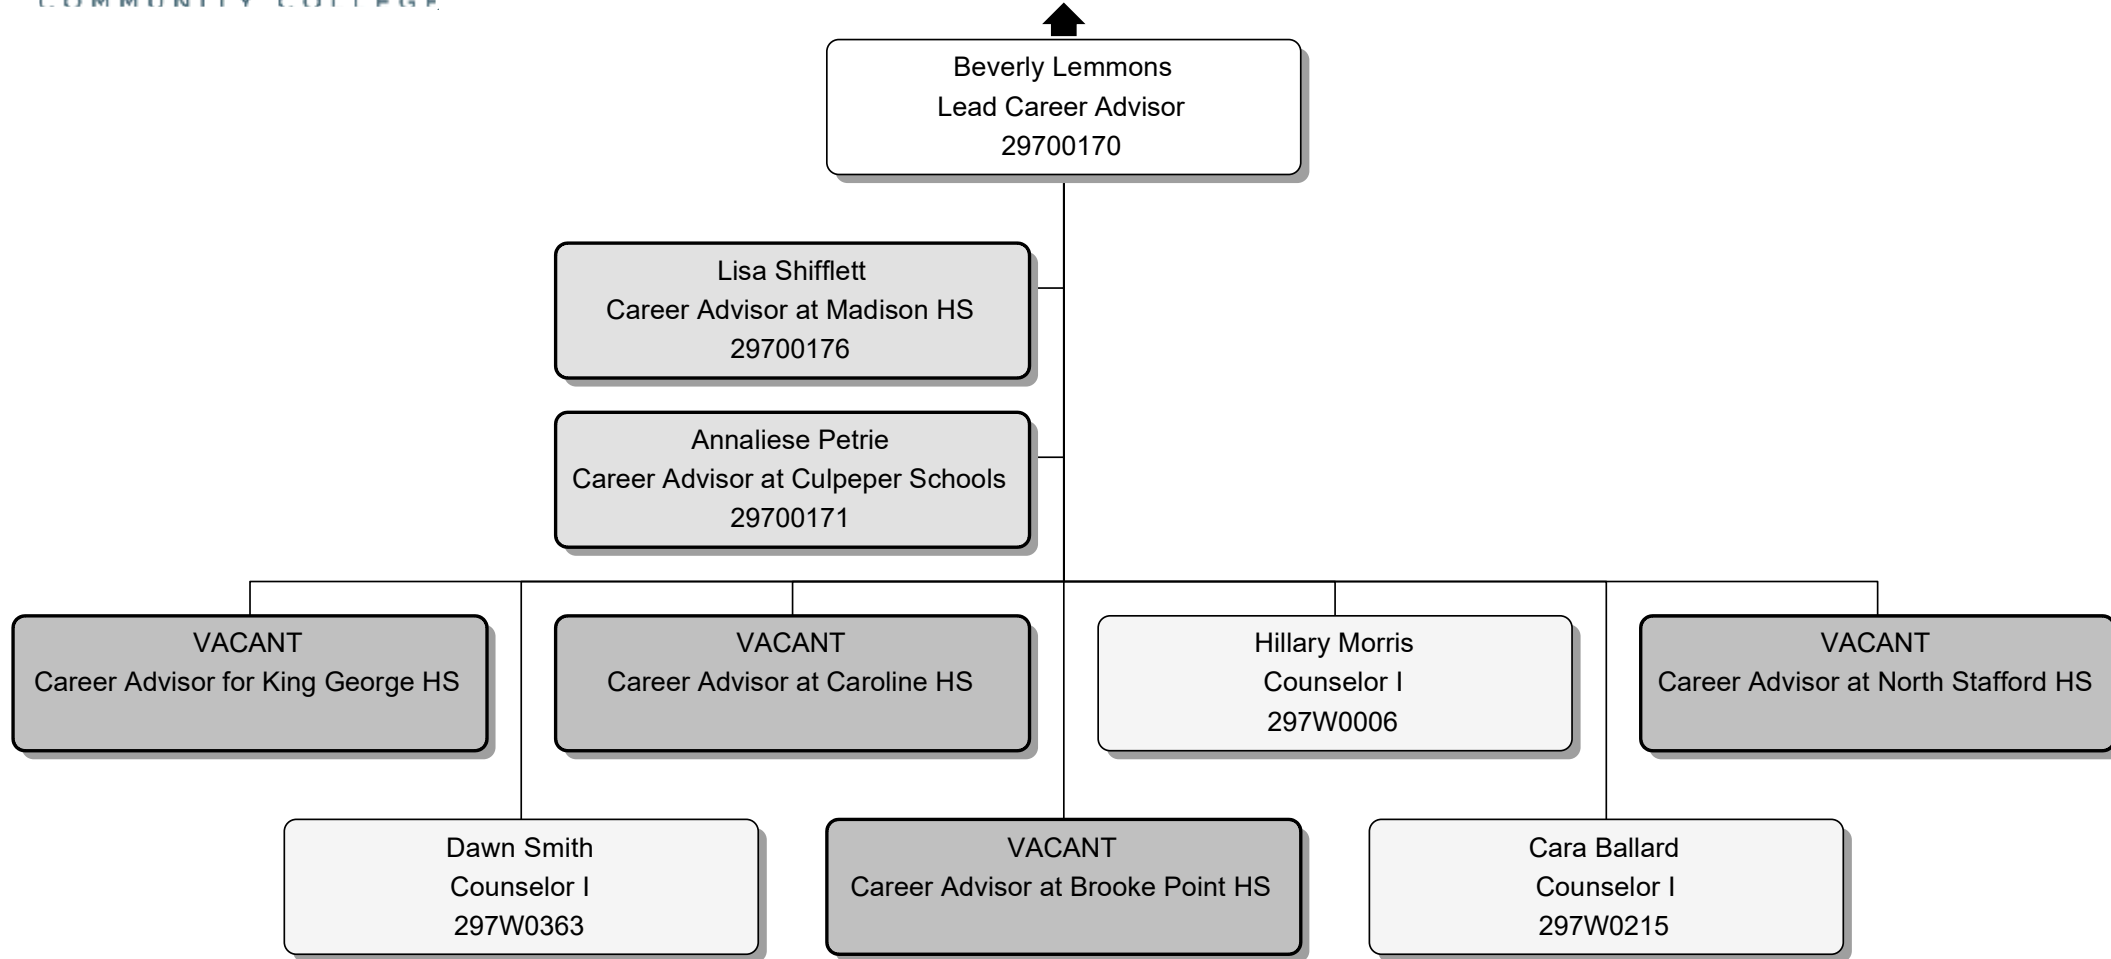 COMMUNITY COLLEGE
Beverly Lemmons
Lead Career Advisor
29700170
Lisa Shifflett
Career Advisor at Madison HS
29700176
Annaliese Petrie
Career Advisor at Culpeper Schools
29700171
VACANT
Career Advisor for King George HS
VACANT
Career Advisor at Caroline HS
Hillary Morris
Counselor I
297W0006
VACANT
Career Advisor at North Stafford HS
Dawn Smith
Counselor I
297W0363
VACANT
Career Advisor at Brooke Point HS
Cara Ballard
Counselor I
297W0215